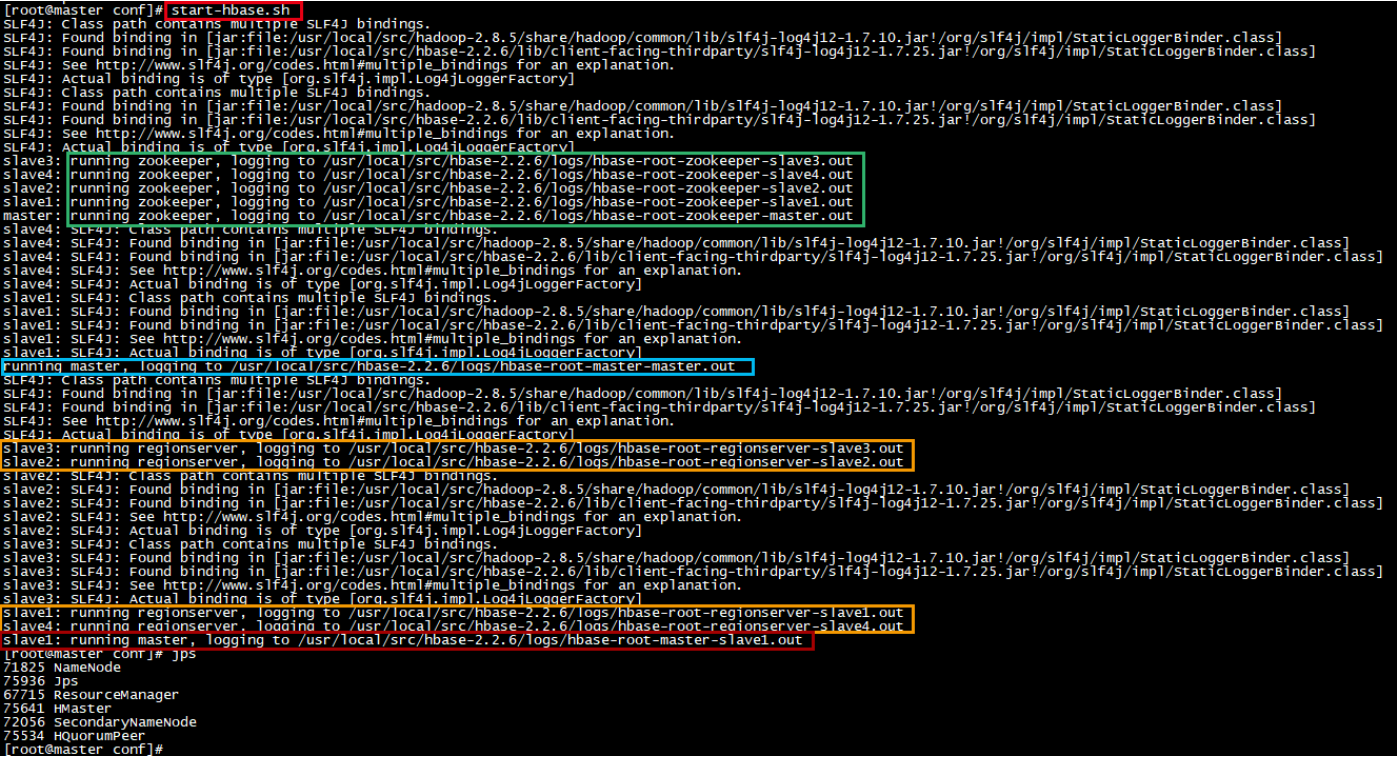 [root@master conf]# start-hbase.sh
SLF4J: Class path contains multiple SLF4J bindings.
SLF4J: Found binding in [jar:file:/usr/local/src/hadoop-2.8.5/share/hadoop/common/lib/slf4j-log4j12-1.7.10.jar!/org/slf4j/impl/StaticLoggerBinder.class]
SLF4J: Found binding in [jar:file:/usr/local/src/hbase-2.2.6/lib/client-facing-thirdparty/slf4j-log4j12-1.7.25.jar!/org/slf4j/impl/StaticLoggerBinder.class]
SLF4J: See http://www.slf4j.org/codes.html#multiple_bindings for an explanation.
SLF4J: Actual binding is of type [org.slf4j.impl.Log4jLoggerFactory]
SLF4J: Class path contains multiple SLF4J bindings.
SLF4J: Found binding in [jar:file:/usr/local/src/hadoop-2.8.5/share/hadoop/common/lib/slf4j-log4j12-1.7.10.jar!/org/slf4j/impl/StaticLoggerBinder.class]
SLF4J: Found binding in [jar:file:/usr/local/src/hbase-2.2.6/lib/client-facing-thirdparty/slf4j-log4j12-1.7.25.jar!/org/slf4j/impl/StaticLoggerBinder.class]
SLF4J: See http://www.slf4j.org/codes.html#multiple_bindings for an explanation.
SLF4J: Actual binding is of type [org.slf4j.impl.Log4jLoggerFactory]
slave3: running zookeeper, logging to /usr/local/src/hbase-2.2.6/logs/hbase-root-zookeeper-slave3.out
slave4: running zookeeper, logging to /usr/local/src/hbase-2.2.6/logs/hbase-root-zookeeper-slave4.out
slave2: running zookeeper, logging to /usr/local/src/hbase-2.2.6/logs/hbase-root-zookeeper-slave2.out
slave1: running zookeeper, logging to /usr/local/src/hbase-2.2.6/logs/hbase-root-zookeeper-slave1.out
master: running zookeeper, logging to /usr/local/src/hbase-2.2.6/logs/hbase-root-zookeeper-master.out
slave4: SLF4J: Class path contains multiple SLF4J bindings.
slave4: SLF4J: Found binding in [jar:file:/usr/local/src/hadoop-2.8.5/share/hadoop/common/lib/slf4j-log4j12-1.7.10.jar!/org/slf4j/impl/StaticLoggerBinder.class]
slave4: SLF4J: Found binding in [jar:file:/usr/local/src/hbase-2.2.6/lib/client-facing-thirdparty/slf4j-log4j12-1.7.25.jar!/org/slf4j/impl/StaticLoggerBinder.class]
slave4: SLF4J: See http://www.slf4j.org/codes.html#multiple_bindings for an explanation.
slave4: SLF4J: Actual binding is of type [org.slf4j.impl.Log4jLoggerFactory]
slave1: SLF4J: Class path contains multiple SLF4J bindings.
slave1: SLF4J: Found binding in [jar:file:/usr/local/src/hadoop-2.8.5/share/hadoop/common/lib/slf4j-log4j12-1.7.10.jar!/org/slf4j/impl/StaticLoggerBinder.class]
slave1: SLF4J: Found binding in [jar:file:/usr/local/src/hbase-2.2.6/lib/client-facing-thirdparty/slf4j-log4j12-1.7.25.jar!/org/slf4j/impl/StaticLoggerBinder.class]
slave1: SLF4J: See http://www.slf4j.org/codes.html#multiple_bindings for an explanation.
slave1: SLF4J: Actual binding is of type [org.slf4j.impl.Log4jLoggerFactory]
running master, logging to /usr/local/src/hbase-2.2.6/logs/hbase-root-master-master.out
SLF4J: Class path contains multiple SLF4J bindings.
SLF4J: Found binding in [jar:file:/usr/local/src/hadoop-2.8.5/share/hadoop/common/lib/slf4j-log4j12-1.7.10.jar!/org/slf4j/impl/StaticLoggerBinder.class]
SLF4J: Found binding in [jar:file:/usr/local/src/hbase-2.2.6/lib/client-facing-thirdparty/slf4j-log4j12-1.7.25.jar!/org/slf4j/impl/StaticLoggerBinder.class]
SLF4J: See http://www.slf4j.org/codes.html#multiple_bindings for an explanation.
SLF4J: Actual binding is of type [org.slf4j.impl.Log4jLoggerFactory]
slave3: running regionserver, logging to /usr/local/src/hbase-2.2.6/logs/hbase-root-regionserver-slave3.out
slave2: running regionserver, logging to /usr/local/src/hbase-2.2.6/logs/hbase-root-regionserver-slave2.out
slave2: SLF4J: Class path contains multiple SLF4J bindings.
slave2: SLF4J: Found binding in [jar:file:/usr/local/src/hadoop-2.8.5/share/hadoop/common/lib/slf4j-log4j12-1.7.10.jar!/org/slf4j/impl/StaticLoggerBinder.class]
slave2: SLF4J: Found binding in [jar:file:/usr/local/src/hbase-2.2.6/lib/client-facing-thirdparty/slf4j-log4j12-1.7.25.jar!/org/slf4j/impl/StaticLoggerBinder.class]
slave2: SLF4J: See http://www.slf4j.org/codes.html#multiple_bindings for an explanation.
slave2: SLF4J: Actual binding is of type [org.slf4j.impl.Log4jLoggerFactory]
slave3: SLF4J: Class path contains multiple SLF4J bindings.
slave3: SLF4J: Found binding in [jar:file:/usr/local/src/hadoop-2.8.5/share/hadoop/common/lib/slf4j-log4j12-1.7.10.jar!/org/slf4j/impl/StaticLoggerBinder.class]
slave3: SLF4J: Found binding in [jar:file:/usr/local/src/hbase-2.2.6/lib/client-facing-thirdparty/slf4j-log4j12-1.7.25.jar!/org/slf4j/impl/StaticLoggerBinder.class]
slave3: SLF4J: See http://www.slf4j.org/codes.html#multiple_bindings for an explanation.
slave3: SLF4J: Actual binding is of type [org.slf4j.impl.Log4jLoggerFactory]
slave1: running regionserver, logging to /usr/local/src/hbase-2.2.6/logs/hbase-root-regionserver-slave1.out
slave4: running regionserver, logging to /usr/local/src/hbase-2.2.6/logs/hbase-root-regionserver-slave4.out
slave1: running master, logging to /usr/local/src/hbase-2.2.6/logs/hbase-root-master-slave1.out
[root@master conf]# jps
71825 NameNode
75936 Jps
67715 ResourceManager
75641 HMaster
72056 SecondaryNameNode
75534 HQuorumPeer
[root@master conf]#